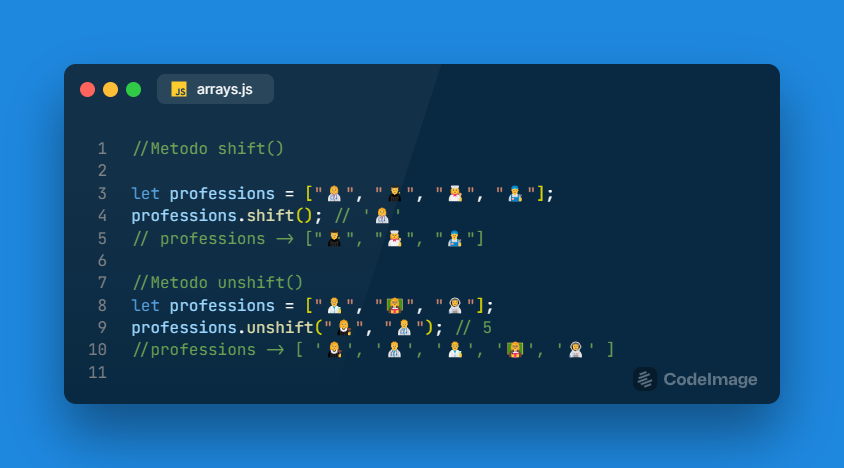 JS arrays.js
1 //Metodo shift()
2
3 let professions = ["👩‍⚕️", "👩‍🎓", "👨‍🍳", "👨‍🔧"];
4 professions.shift(); // '👩‍⚕️'
5 // professions -> ["👩‍🎓", "👨‍🍳", "👨‍🔧"]
6
7 //Metodo unshift()
8 let professions = ["👨‍💼", "👩‍🏫", "👩‍🚀"];
9 professions.unshift("👩‍🎤", "👨‍⚕️"); // 5
10 //professions -> [ '👩‍🎤', '👨‍⚕️', '👨‍💼', '👩‍🏫', '👩‍🚀' ]
11
CodeImage